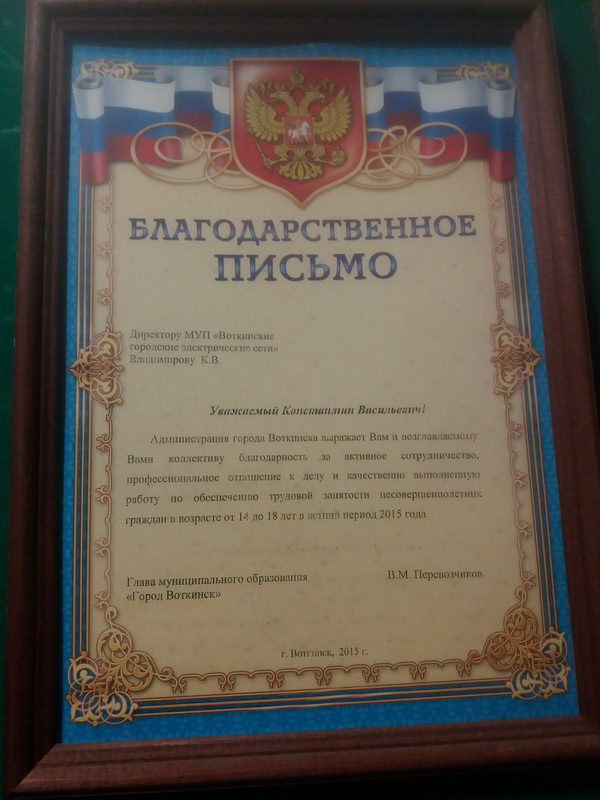 БЛАГОДАРСТВЕННОЕ
ПИСЬМО
Директору МУП «Воткинские
городские электрические сети»
Владимирову К.В.
Уважаемый Константин Васильевич!
Администрация города Воткинска выражает Вам и возглавляемому
Вами коллективу благодарность за активное сотрудничество,
профессиональное отношение к делу и качественно выполненную
работу по обеспечению трудовой занятости несовершеннолетних
граждан в возрасте от 14 до 18 лет в летний период 2015 года.
Глава муниципального образования В.М. Перевозчиков
«Город Воткинск»
г. Воткинск, 2015 г.